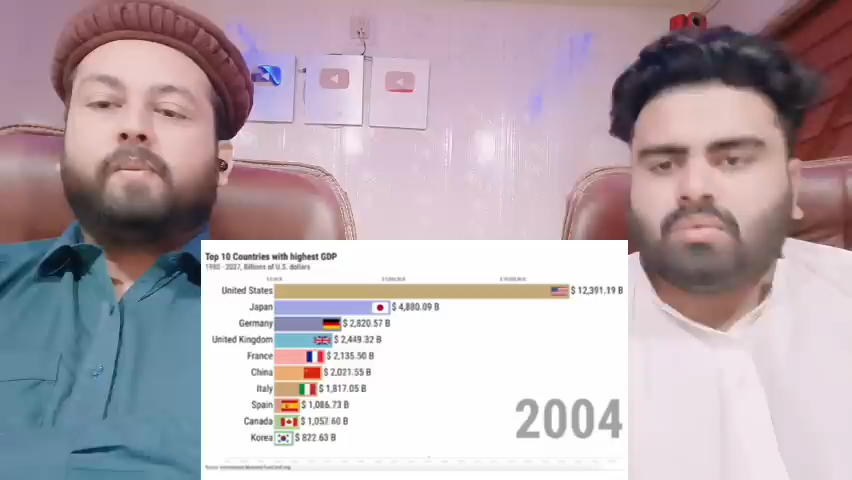 Top 10 Countries with highest GDP
1980 - 2027, Billions of U.S. dollars
United States $ 12,391.19 B
Japan $ 4,880.09 B
Germany $ 2,820.57 B
United Kingdom $ 2,449.32 B
France $ 2,135.50 B
China $ 2,021.55 B
Italy $ 1,817.05 B
Spain $ 1,086.73 B
Canada $ 1,057.60 B
Korea $ 822.63 B
2004